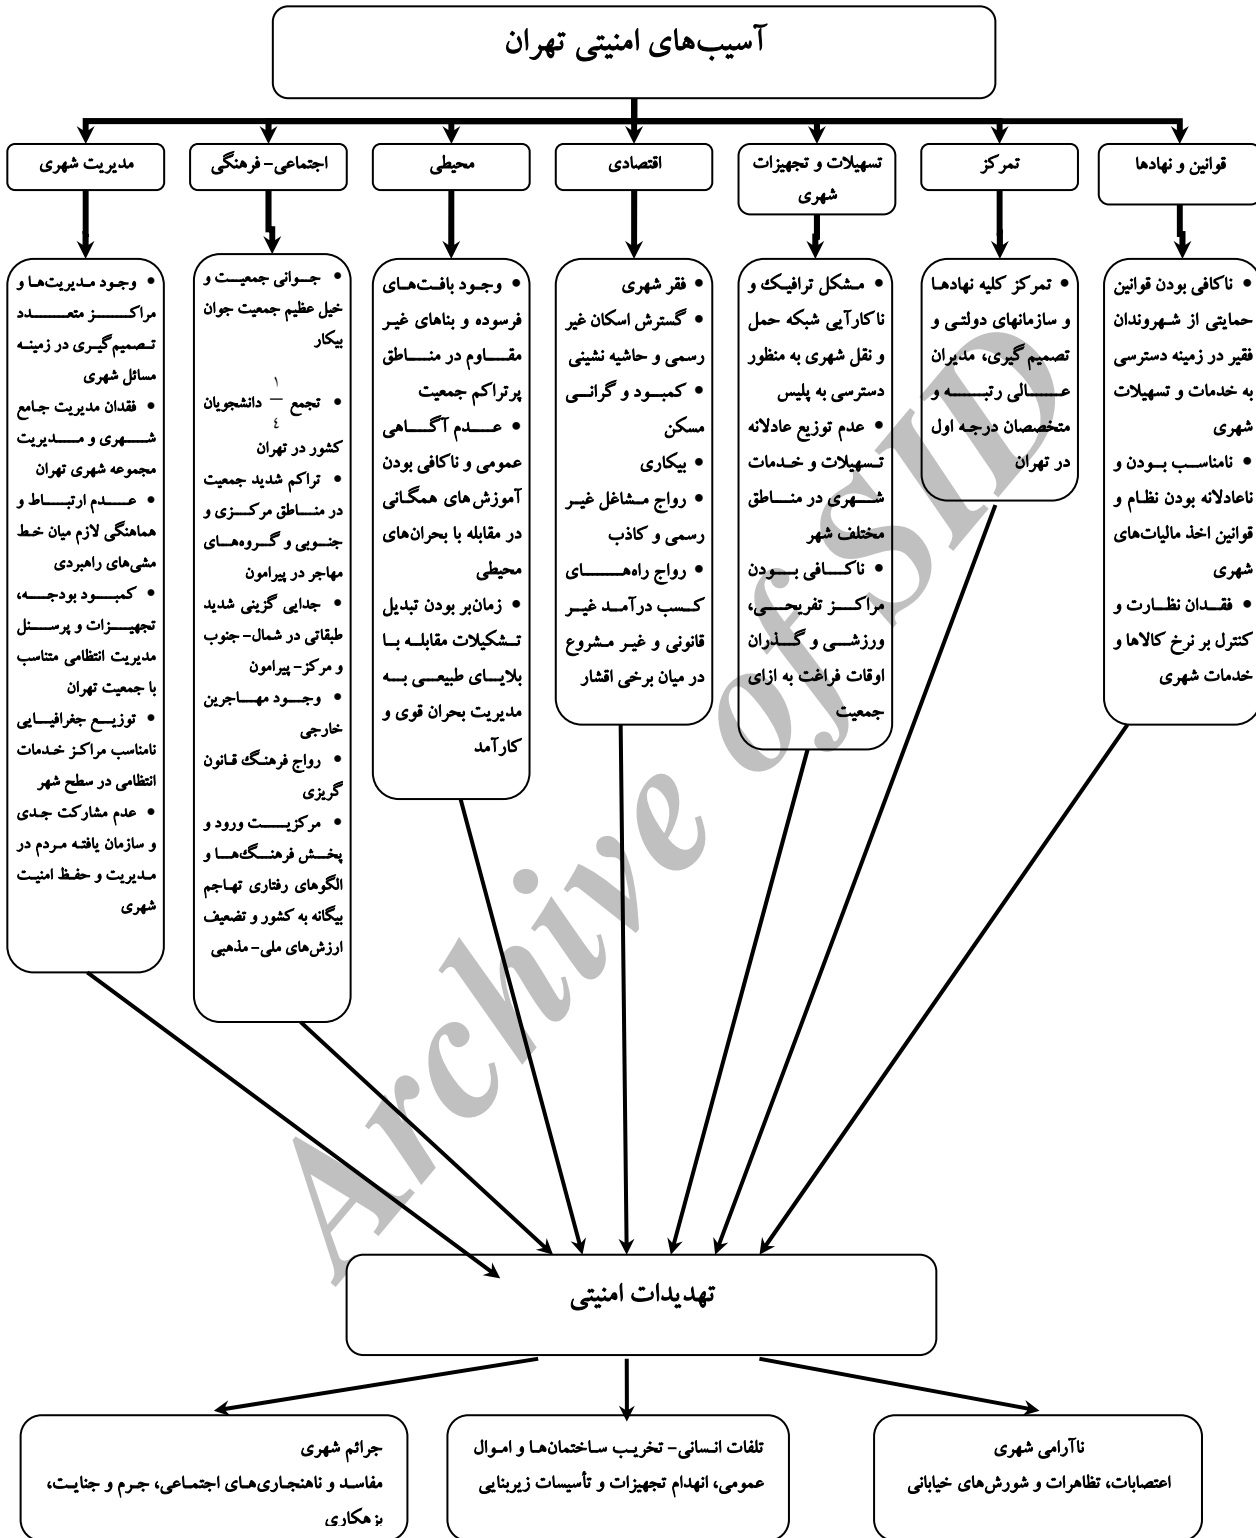 آسیب‌های امنیتی تهران
قوانین و نهادها
تمرکز
تسهیلات و تجهیزات
شهری
اقتصادی
محیطی
اجتماعی- فرهنگی
مدیریت شهری
• ناکافی بودن قوانین
حمایتی از شهروندان
فقیر در زمینه دسترسی
به خدمات و تسهیلات
شهری
• نامناسب بودن و
ناعادلانه بودن نظام و
قوانین اخذ مالیات‌های
شهری
• فقدان نظارت و
کنترل بر نرخ کالاها و
خدمات شهری
• تمرکز کلیه نهادها
و سازمانهای دولتی و
تصمیم گیری، مدیران
عالی رتبه و
متخصصان درجه اول
در تهران
• مشکل ترافیک و
ناکارآیی شبکه حمل
و نقل شهری به منظور
دسترسی به پلیس
• عدم توزیع عادلانه
تسهیلات و خدمات
شهری در مناطق
مختلف شهر
• ناکافی بودن
مراکز تفریحی،
ورزشی و گذران
اوقات فراغت به ازای
جمعیت
• فقر شهری
• گسترش اسکان غیر
رسمی و حاشیه نشینی
• کمبود و گرانی
مسکن
• بیکاری
• رواج مشاغل غیر
رسمی و کاذب
• رواج راه‌های
کسب درآمد غیر
قانونی و غیر مشروع
در میان برخی اقشار
• وجود بافت‌های
فرسوده و بناهای غیر
مقاوم در مناطق
پرتراکم جمعیت
• عدم آگاهی
عمومی و ناکافی بودن
آموزش‌های همگانی
در مقابله با بحران‌های
محیطی
• زمان‌بر بودن تبدیل
تشکیلات مقابله با
بلایای طبیعی به
مدیریت بحران قوی و
کارآمد
• جوانی جمعیت و
خیل عظیم جمعیت جوان
بیکار
• تجمع ۱/٤ دانشجویان
کشور در تهران
• تراکم شدید جمعیت
در مناطق مرکزی و
جنوبی و گروه‌های
مهاجر در پیرامون
• جدایی گزینی شدید
طبقاتی در شمال- جنوب
و مرکز- پیرامون
• وجود مهاجرین
خارجی
• رواج فرهنگ قانون
گریزی
• مرکزیت ورود و
پخش فرهنگ‌ها و
الگوهای رفتاری تهاجم
بیگانه به کشور و تضعیف
ارزش‌های ملی- مذهبی
• وجود مدیریت‌ها و
مراکز متعدد
تصمیم‌گیری در زمینه
مسائل شهری
• فقدان مدیریت جامع
شهری و مدیریت
مجموعه شهری تهران
• عدم ارتباط و
هماهنگی لازم میان خط
مشی‌های راهبردی
• کمبود بودجه،
تجهیزات و پرسنل
مدیریت انتظامی متناسب
با جمعیت تهران
• توزیع جغرافیایی
نامناسب مراکز خدمات
انتظامی در سطح شهر
• عدم مشارکت جدی
و سازمان یافته مردم در
مدیریت و حفظ امنیت
شهری
تهدیدات امنیتی
ناآرامی شهری
اعتصابات، تظاهرات و شورش‌های خیابانی
تلفات انسانی- تخریب ساختمان‌ها و اموال
عمومی، انهدام تجهیزات و تأسیسات زیربنایی
جرائم شهری
مفاسد و ناهنجاری‌های اجتماعی، جرم و جنایت،
بزهکاری
Archive of SID